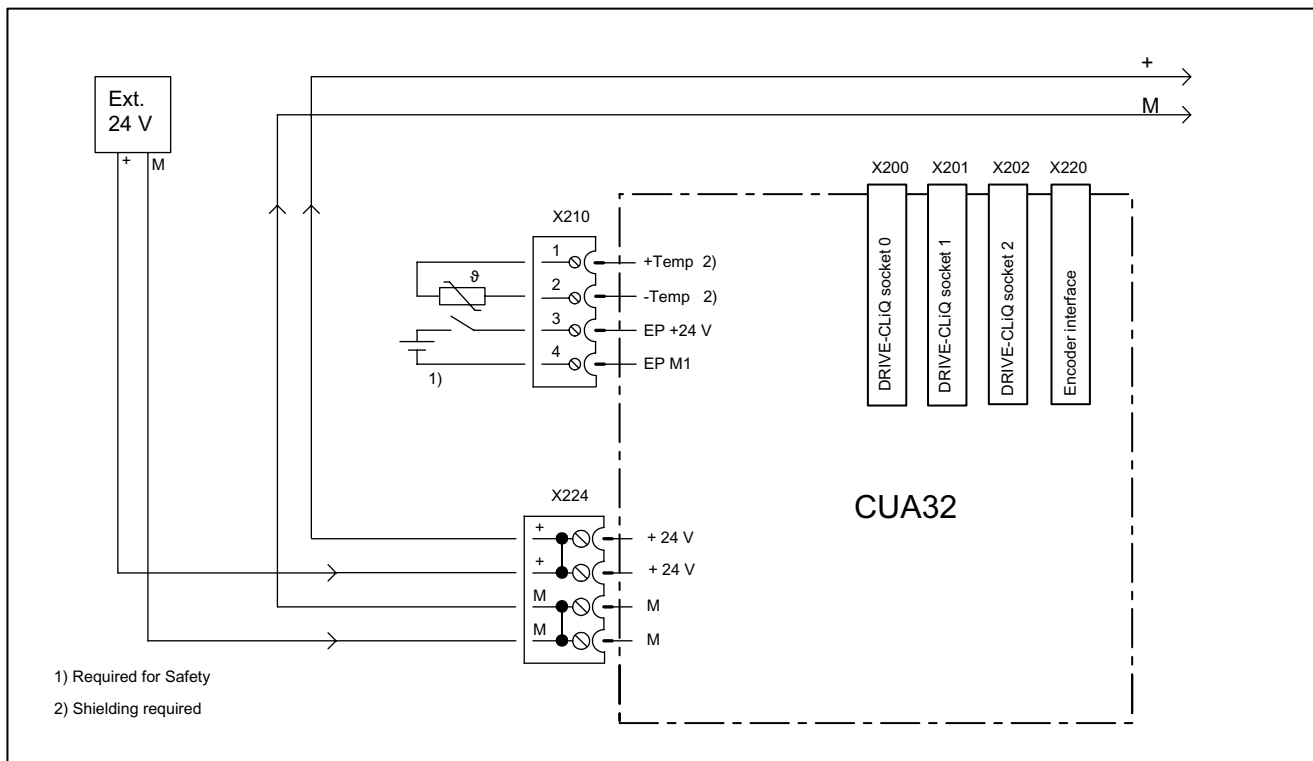 +
M
Ext.
24 V
+
M
X200
X201
X202
X220
DRIVE-CLiQ socket 0
DRIVE-CLiQ socket 1
DRIVE-CLiQ socket 2
Encoder interface
X210
1
+Temp 2)
ϑ
2
-Temp 2)
3
EP +24 V
4
EP M1
1)
CUA32
X224
+
+ 24 V
+
+ 24 V
M
M
M
M
1) Required for Safety
2) Shielding required